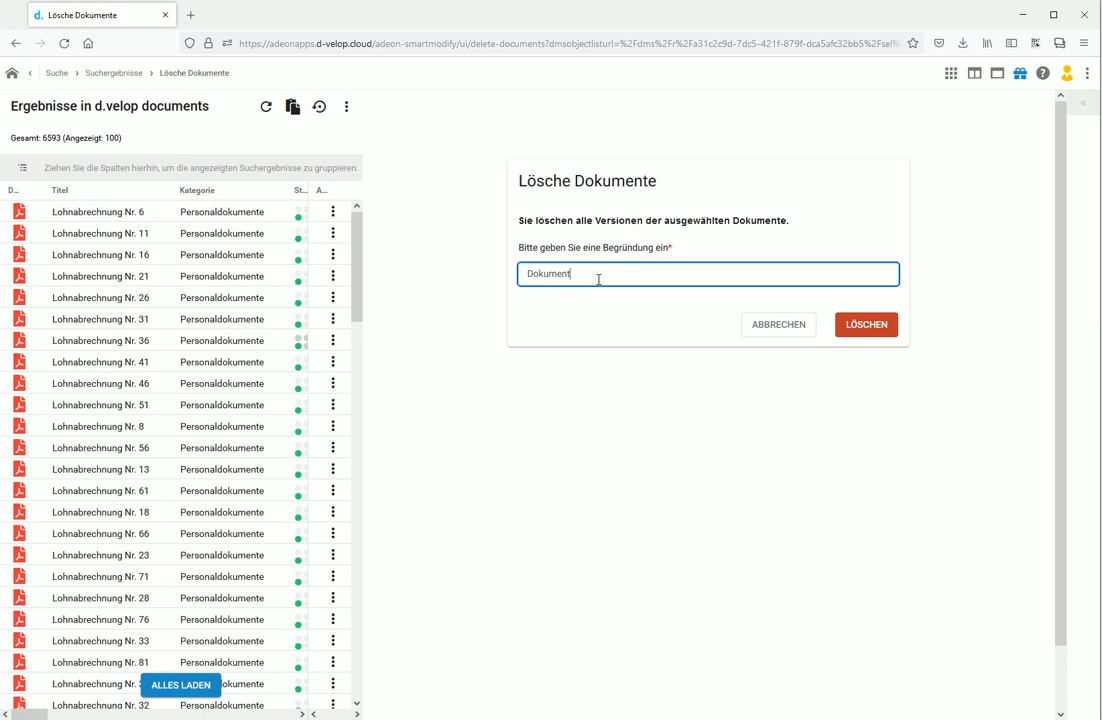 Lösche Dokumente
https://adeonapps.d-velop.cloud/adeon-smartmodify/ui/delete-documents?dmsobjectlisturl=%2Fdms%2Fr%2Fa31c2c9d-7dc5-421f-879f-dca5afc32bb5%2Fsel%
Suche
Suchergebnisse
Lösche Dokumente
Ergebnisse in d.velop documents
Gesamt: 6593 (Angezeigt: 100)
Ziehen Sie die Spalten hierhin, um die angezeigten Suchergebnisse zu gruppieren.
D... Titel Kategorie St... A...
Lohnabrechnung Nr. 6 Personaldokumente
Lohnabrechnung Nr. 11 Personaldokumente
Lohnabrechnung Nr. 16 Personaldokumente
Lohnabrechnung Nr. 21 Personaldokumente
Lohnabrechnung Nr. 26 Personaldokumente
Lohnabrechnung Nr. 31 Personaldokumente
Lohnabrechnung Nr. 36 Personaldokumente
Lohnabrechnung Nr. 41 Personaldokumente
Lohnabrechnung Nr. 46 Personaldokumente
Lohnabrechnung Nr. 51 Personaldokumente
Lohnabrechnung Nr. 8 Personaldokumente
Lohnabrechnung Nr. 56 Personaldokumente
Lohnabrechnung Nr. 13 Personaldokumente
Lohnabrechnung Nr. 61 Personaldokumente
Lohnabrechnung Nr. 18 Personaldokumente
Lohnabrechnung Nr. 66 Personaldokumente
Lohnabrechnung Nr. 23 Personaldokumente
Lohnabrechnung Nr. 71 Personaldokumente
Lohnabrechnung Nr. 28 Personaldokumente
Lohnabrechnung Nr. 76 Personaldokumente
Lohnabrechnung Nr. 33 Personaldokumente
Lohnabrechnung Nr. 81 Personaldokumente
Lohnabrechnung Nr. okumente
ALLES LADEN
Lohnabrechnung Nr. 32 Personaldokumente
Lösche Dokumente
Sie löschen alle Versionen der ausgewählten Dokumente.
Bitte geben Sie eine Begründung ein*
Dokument
ABBRECHEN
LÖSCHEN